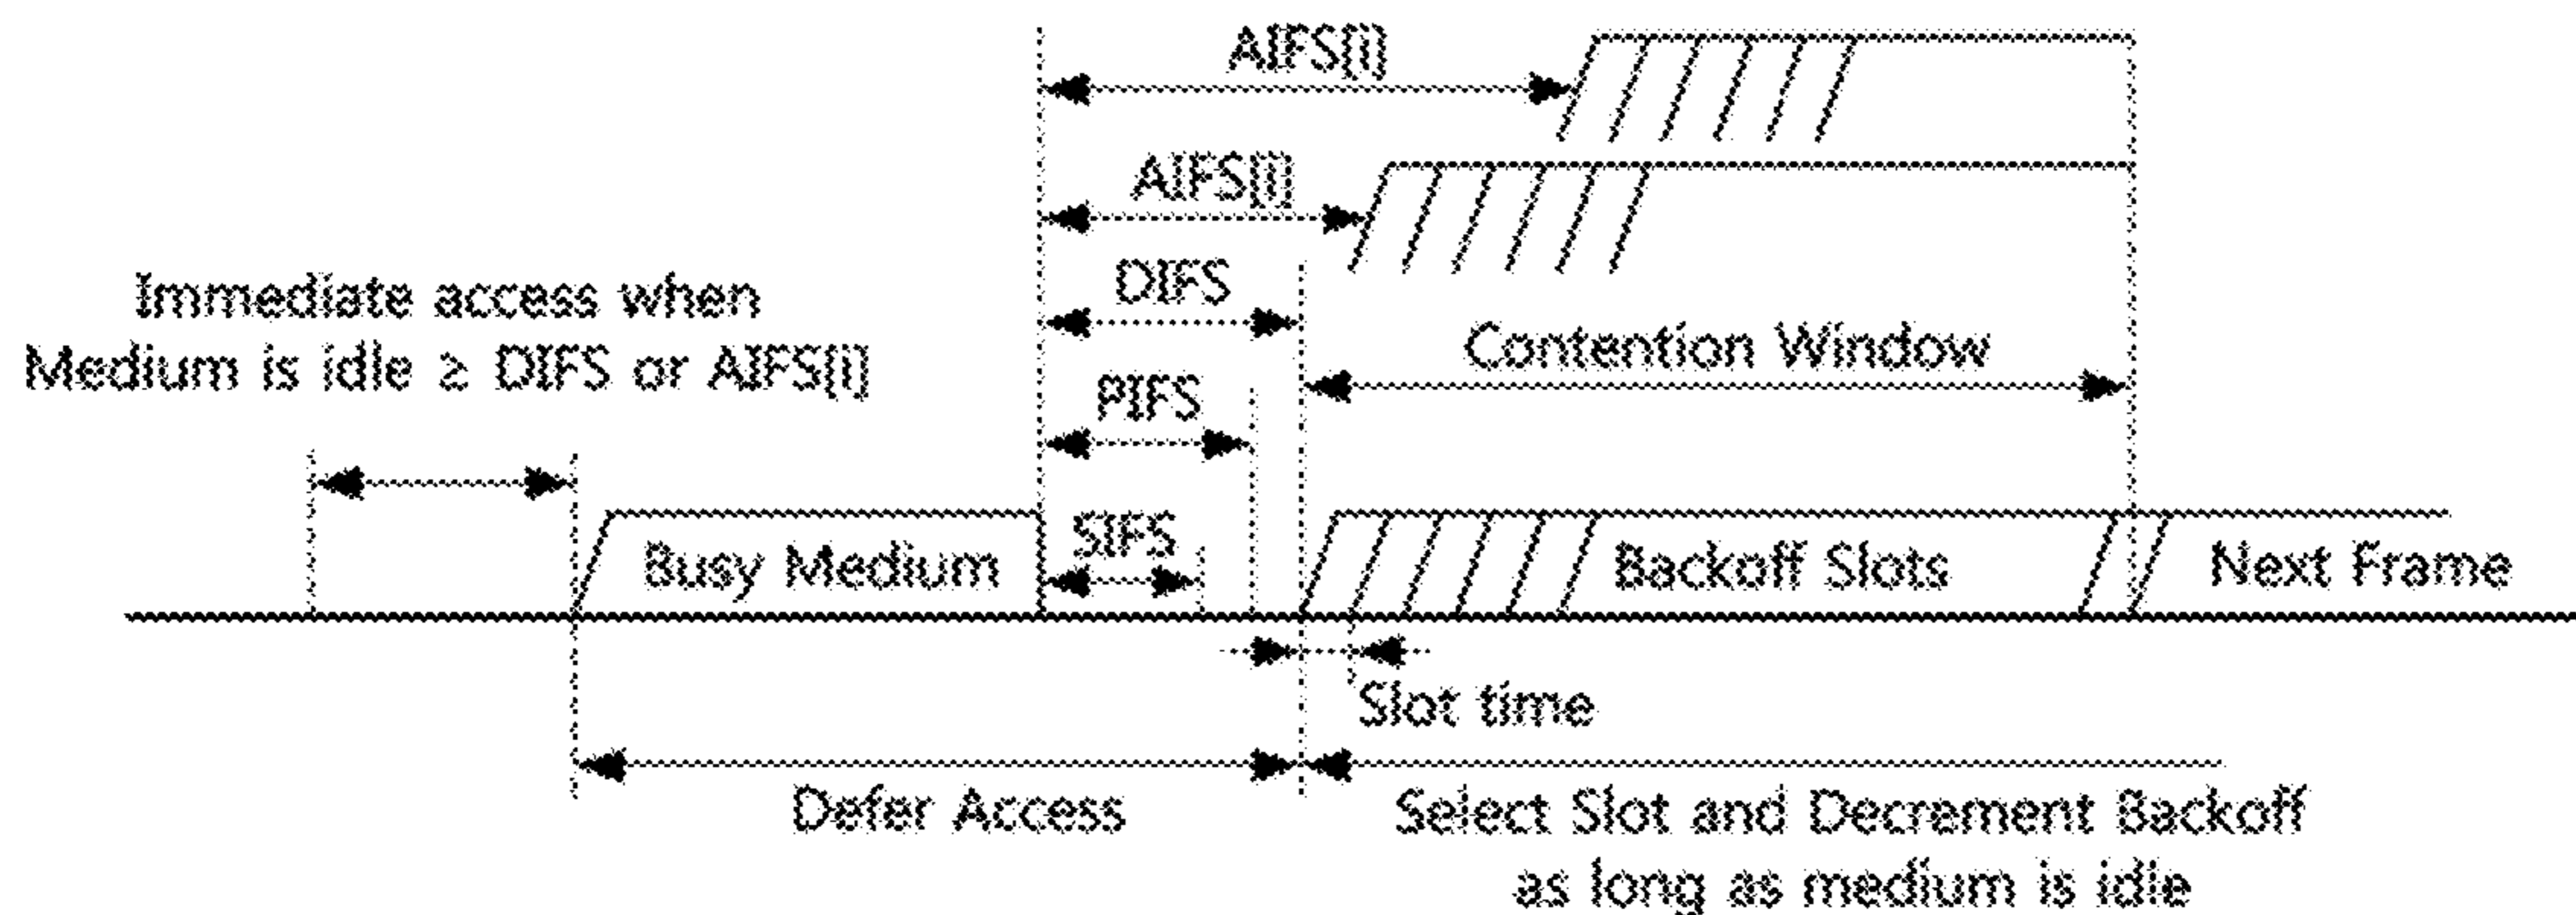 AIFS[i]
AIFS[i]
DIFS
Immediate access when
Medium is idle ≥ DIFS or AIFS[i]
Contention Window
PIFS
SIFS
Busy Medium
Backoff Slots
Next Frame
Slot time
Defer Access
Select Slot and Decrement Backoff
as long as medium is idle